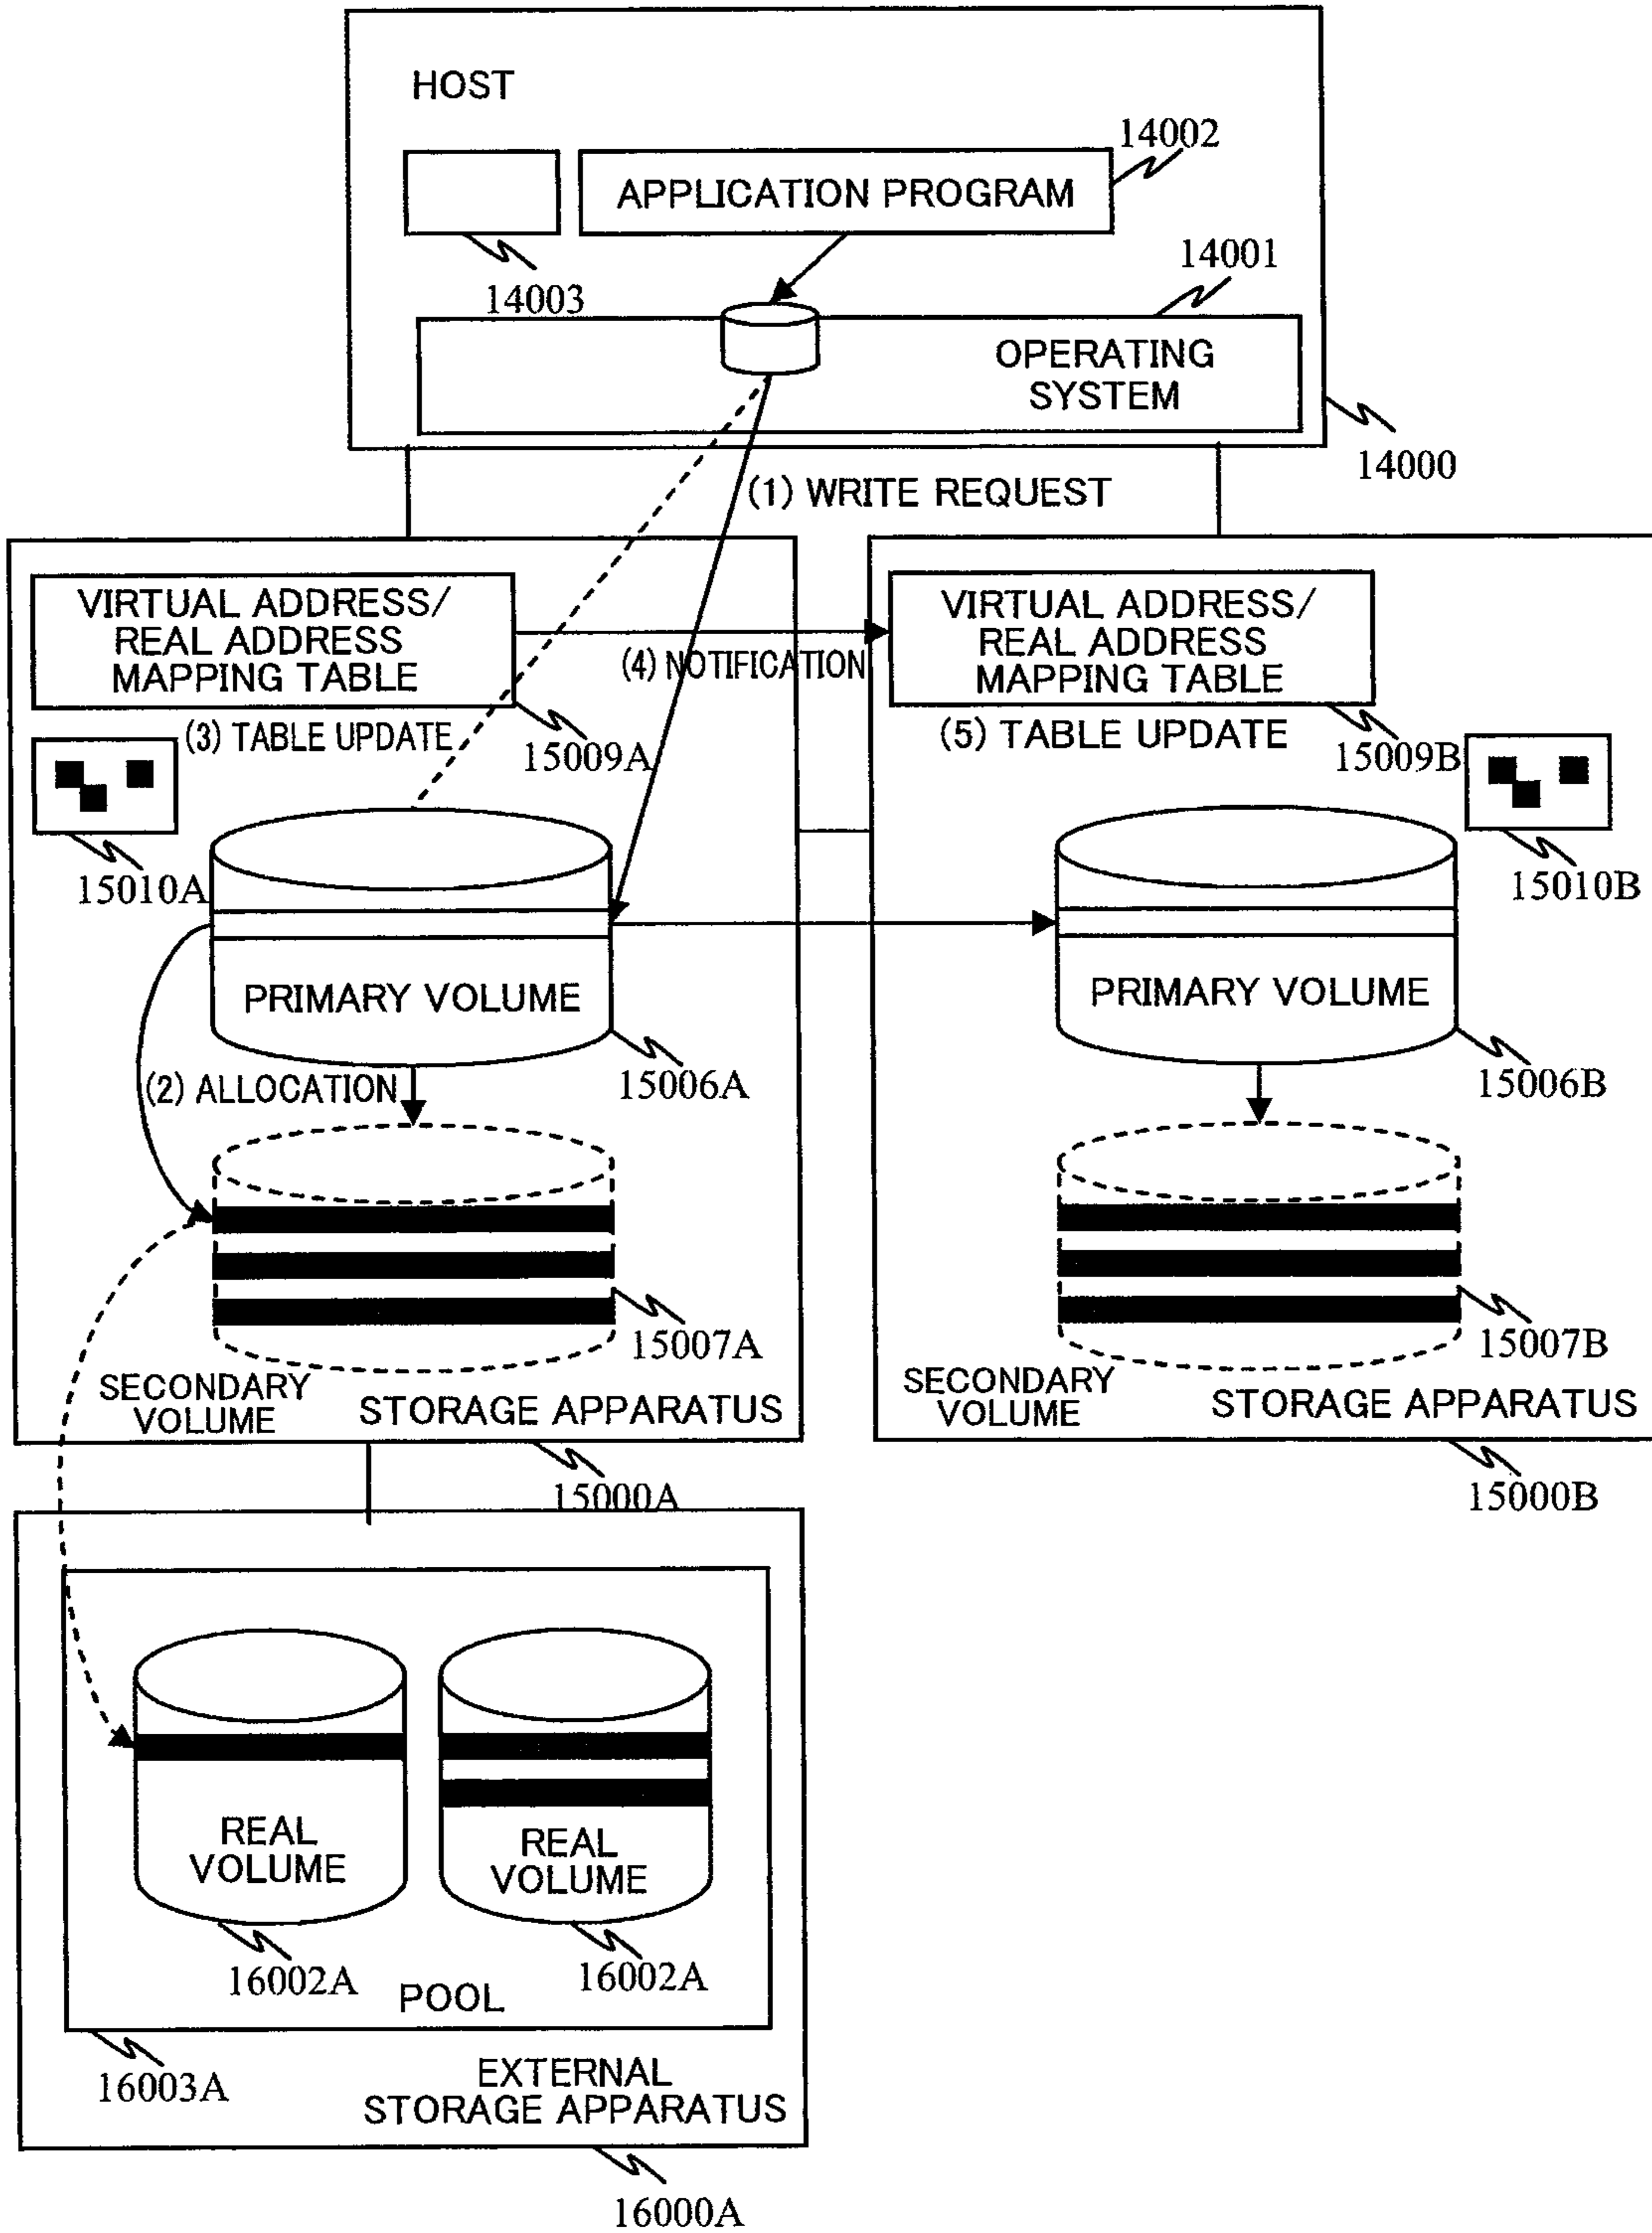 HOST
14002
APPLICATION PROGRAM
14001
14003
OPERATING
SYSTEM
14000
(1) WRITE REQUEST
VIRTUAL ADDRESS/
REAL ADDRESS
MAPPING TABLE
VIRTUAL ADDRESS/
REAL ADDRESS
MAPPING TABLE
(4) NOTIFICATION
(3) TABLE UPDATE
15009A
(5) TABLE UPDATE
15009B
15010A
15010B
PRIMARY VOLUME
PRIMARY VOLUME
(2) ALLOCATION
15006A
15006B
15007A
15007B
SECONDARY
VOLUME
STORAGE APPARATUS
SECONDARY
VOLUME
STORAGE APPARATUS
15000A
15000B
REAL
VOLUME
REAL
VOLUME
16002A
16002A
POOL
16003A
EXTERNAL
STORAGE APPARATUS
16000A